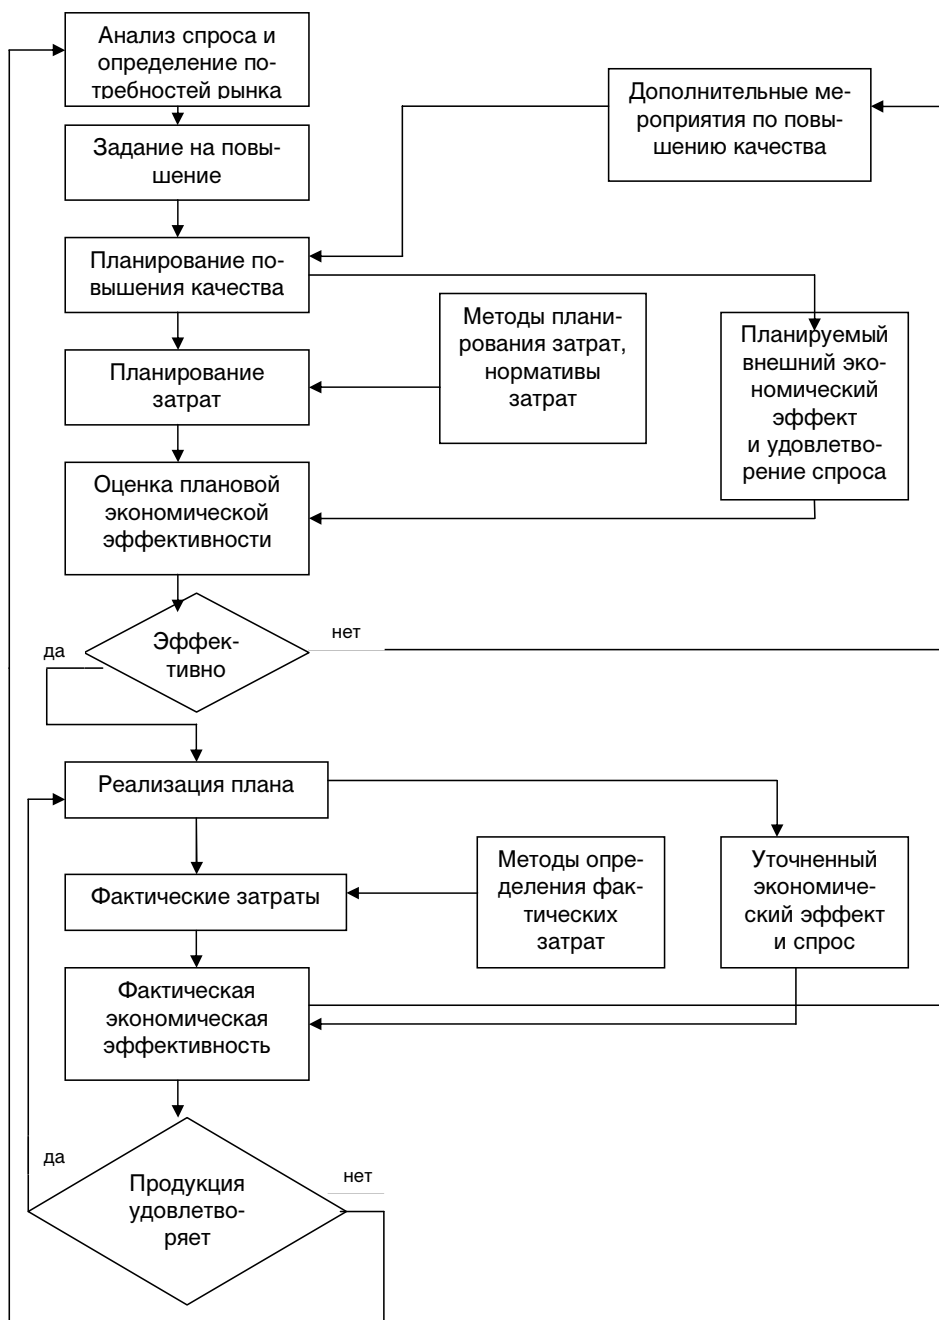 Анализ спроса и
определение по-
требностей рынка
Дополнительные ме-
роприятия по повы-
шению качества
Задание на повы-
шение
Планирование по-
вышения качества
Методы плани-
рования затрат,
нормативы
затрат
Планируемый
внешний эко-
номический
эффект
и удовлетво-
рение спроса
Планирование
затрат
Оценка плановой
экономической
эффективности
Эффек-
тивно
да
нет
Реализация плана
Методы опре-
деления фак-
тических
затрат
Уточненный
экономиче-
ский эффект
и спрос
Фактические затраты
Фактическая
экономическая
эффективность
да
нет
Продукция
удовлетво-
ряет